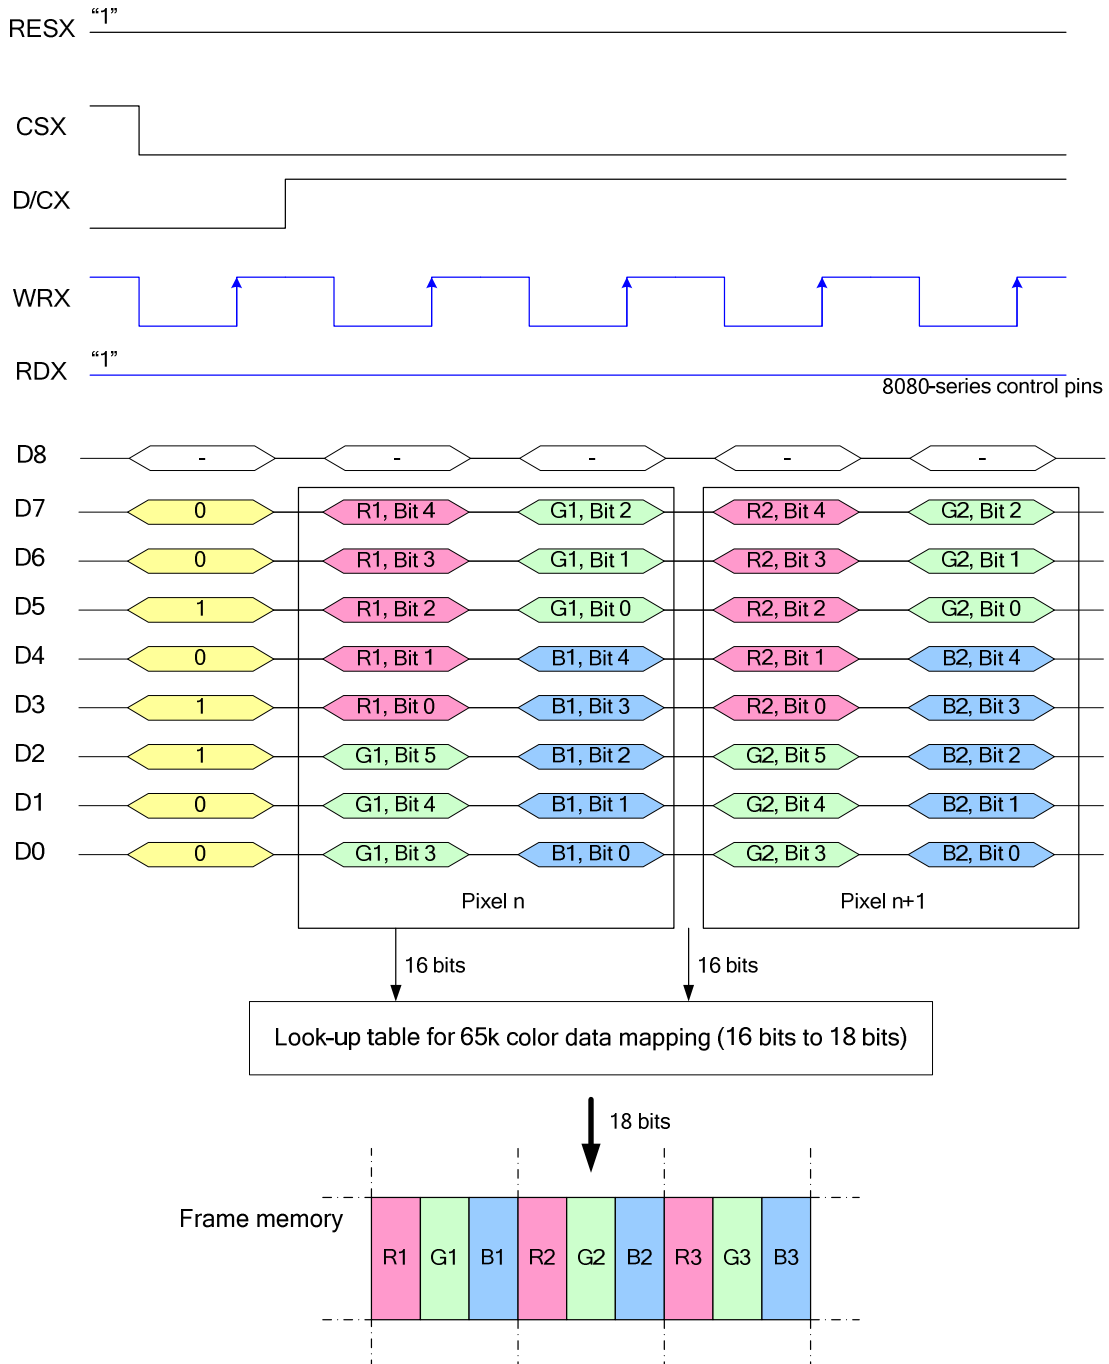 RESX “1”
CSX
D/CX
WRX
RDX “1”
8080-series control pins
D8 - - - - -
D7 0 R1, Bit 4 G1, Bit 2 R2, Bit 4 G2, Bit 2
D6 0 R1, Bit 3 G1, Bit 1 R2, Bit 3 G2, Bit 1
D5 1 R1, Bit 2 G1, Bit 0 R2, Bit 2 G2, Bit 0
D4 0 R1, Bit 1 B1, Bit 4 R2, Bit 1 B2, Bit 4
D3 1 R1, Bit 0 B1, Bit 3 R2, Bit 0 B2, Bit 3
D2 1 G1, Bit 5 B1, Bit 2 G2, Bit 5 B2, Bit 2
D1 0 G1, Bit 4 B1, Bit 1 G2, Bit 4 B2, Bit 1
D0 0 G1, Bit 3 B1, Bit 0 G2, Bit 3 B2, Bit 0
Pixel n Pixel n+1
16 bits 16 bits
Look-up table for 65k color data mapping (16 bits to 18 bits)
18 bits
Frame memory
R1 G1 B1 R2 G2 B2 R3 G3 B3